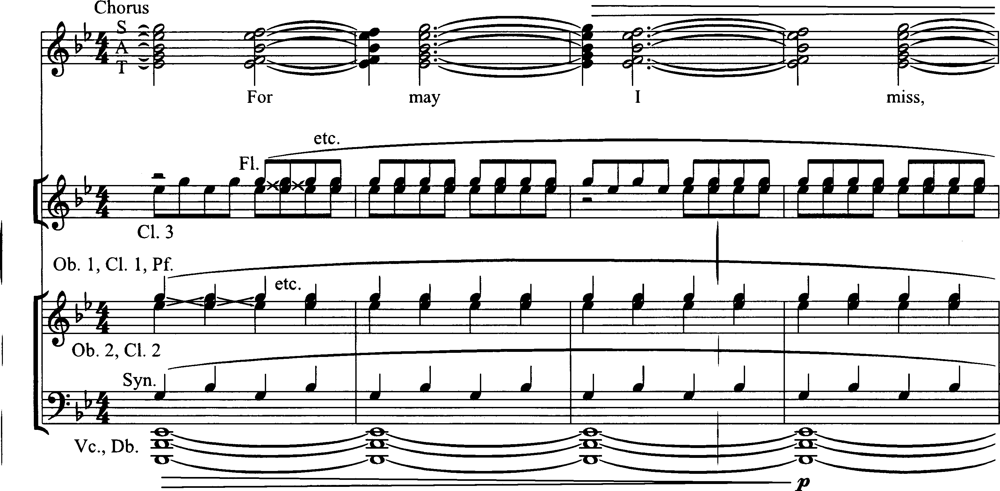 Chorus
S
A
T
For may I miss,
etc.
Fl.
Cl. 3
Ob. 1, Cl. 1, Pf.
etc.
Ob. 2, Cl. 2
Syn.
Vc., Db.
p